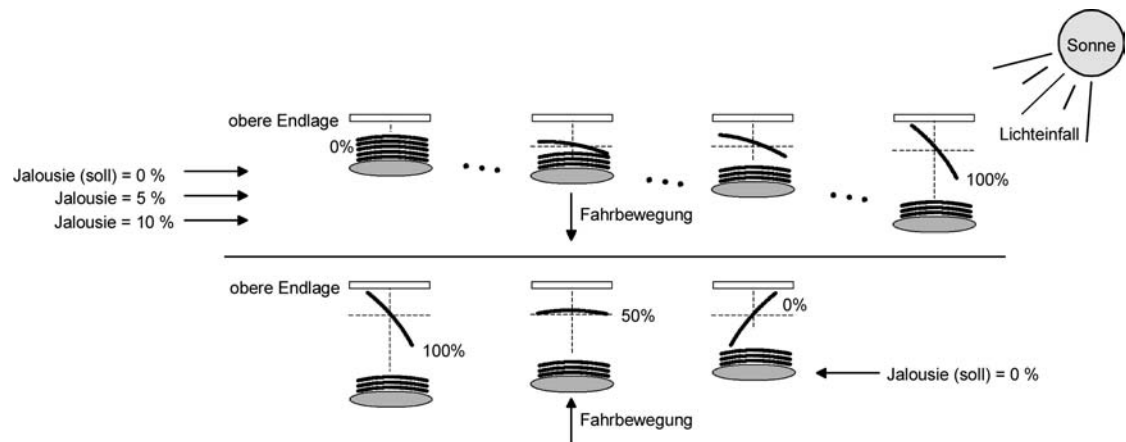 Sonne
Lichteinfall
obere Endlage
0%
100%
Jalousie (soll) = 0 %
Jalousie = 5 %
Jalousie = 10 %
Fahrbewegung
obere Endlage
100%
50%
0%
Jalousie (soll) = 0 %
Fahrbewegung